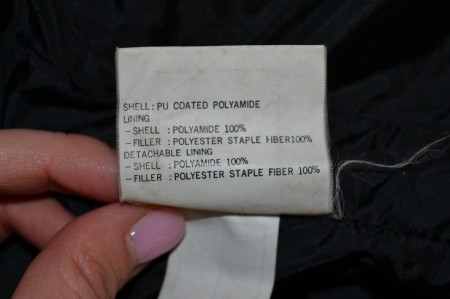 SHELL : PU COATED POLYAMIDE
LINING
- SHELL : POLYAMIDE 100%
- FILLER : POLYESTER STAPLE FIBER100%
DETACHABLE LINING
- SHELL : POLYAMIDE 100%
- FILLER : POLYESTER STAPLE FIBER 100%